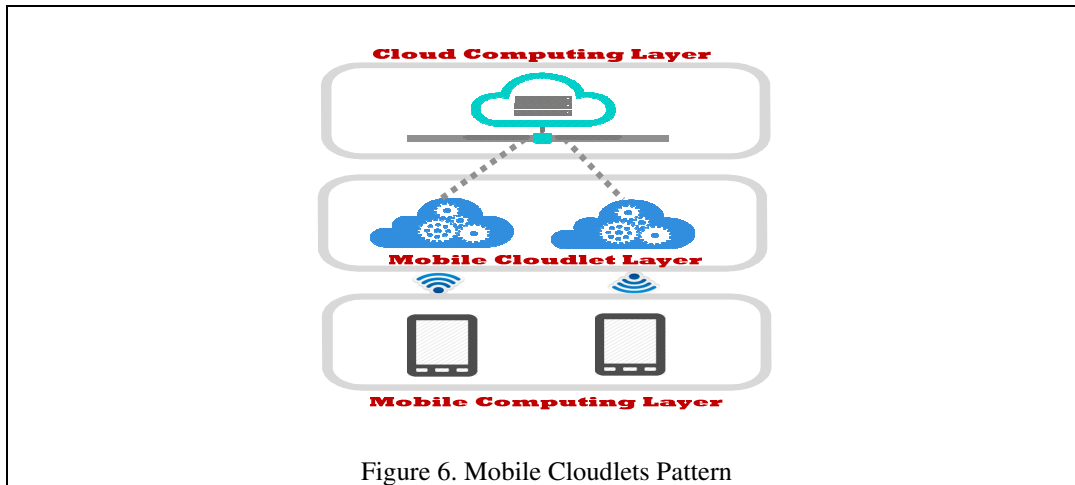 Cloud Computing Layer
Mobile Cloudlet Layer
Mobile Computing Layer
Figure 6. Mobile Cloudlets Pattern